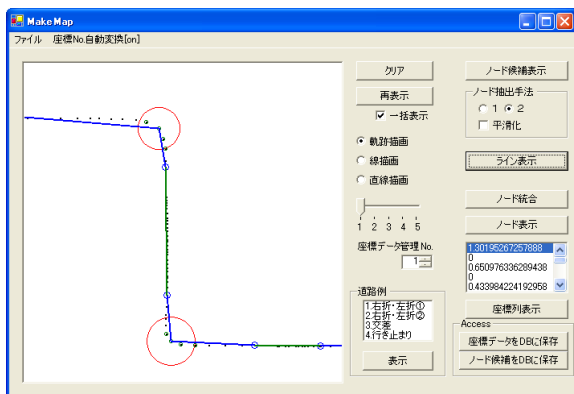 Make Map
ファイル 座標No.自動変換[on]
クリア
再表示
一括表示
軌跡描画
線描画
直線描画
1 2 3 4 5
座標データ管理No.
1
道路例
1.右折・左折①
2.右折・左折②
3.交差
4.行き止まり
表示
ノード候補表示
ノード抽出手法
1 2
平滑化
ライン表示
ノード統合
ノード表示
1.30195267257888
0
0.650976336289438
0
0.433984224192958
座標列表示
Access
座標データをDBに保存
ノード候補をDBに保存